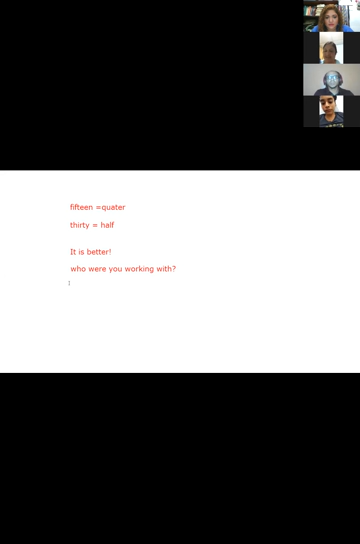 fifteen =quater
thirty = half
It is better!
who were you working with?